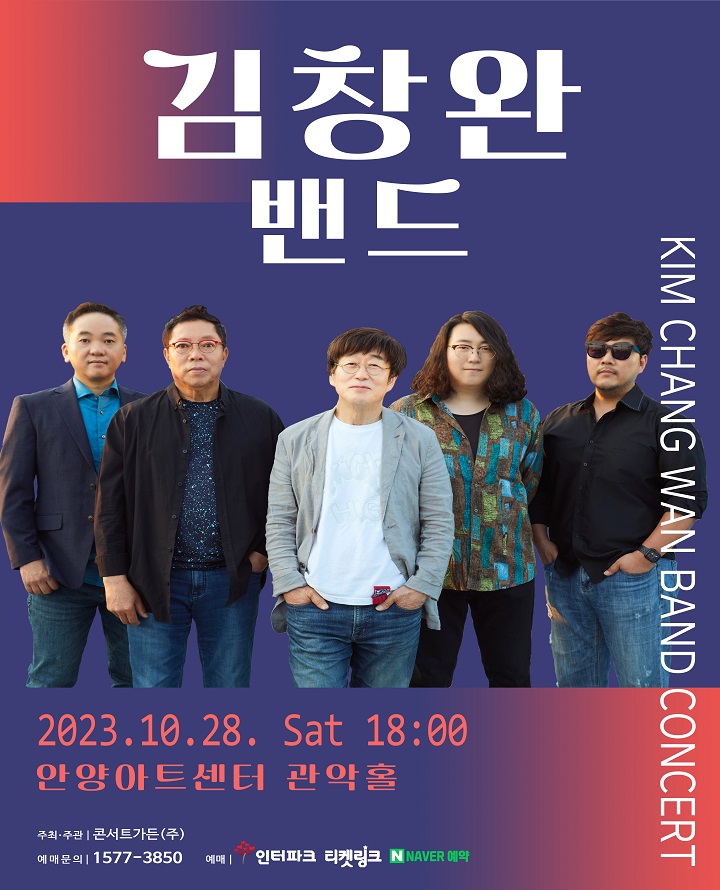 김창완
밴드
KIM CHANG WAN BAND CONCERT
2023.10.28. Sat 18:00
안양아트센터 관악홀
주최·주관 | 콘서트가든(주)
예매문의 | 1577-3850 예매 | 인터파크 티켓링크 N NAVER 예약